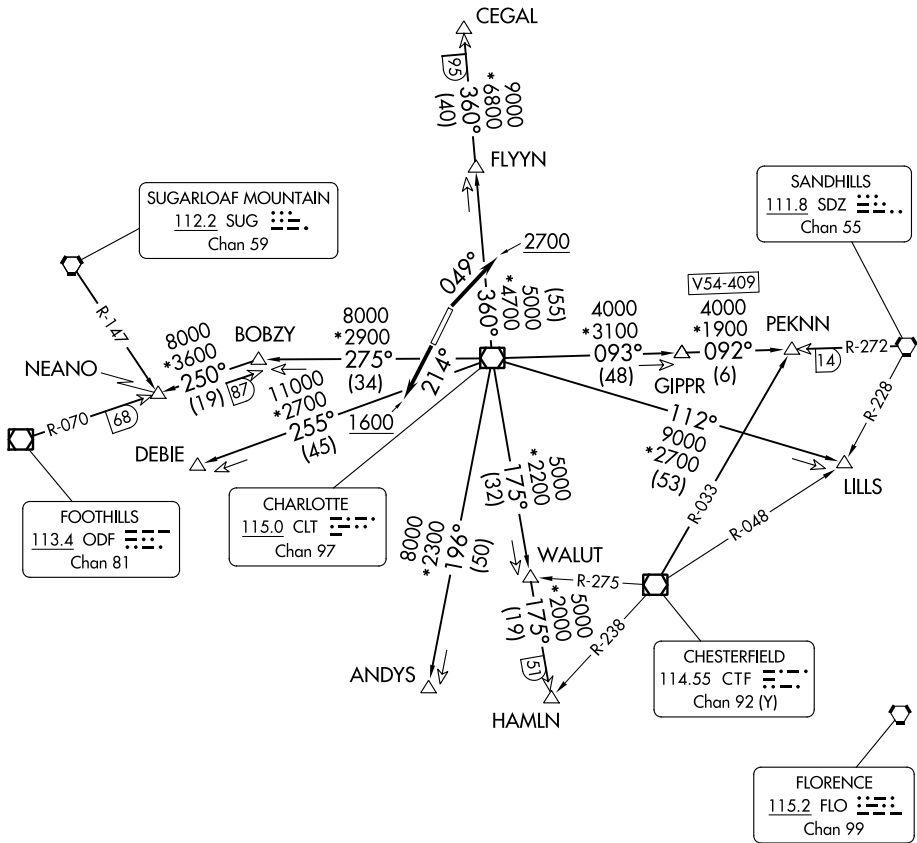 CEGAL
95
360°
(40)
9000
*6800
FLYYN
SUGARLOAF MOUNTAIN
112.2 SUG
Chan 59
SANDHILLS
111.8 SDZ
Chan 55
049°
2700
360°
5000
*4700
(55)
R-147
NEANO
8000
*3600
250°
(19)
87
BOBZY
8000
*2900
275°
(34)
4000
*3100
093°
(48)
V54-409
4000
*1900
092°
(6)
GIPPR
PEKNN
14
R-272
R-228
R-070
68
214°
1600
11000
*2700
255°
(45)
DEBIE
112°
9000
*2700
(53)
LILLS
FOOTHILLS
113.4 ODF
Chan 81
CHARLOTTE
115.0 CLT
Chan 97
8000
*2300
196°
(50)
5000
*2200
175°
(32)
R-033
R-048
WALUT
R-275
5000
*2000
175°
(19)
51
R-238
ANDYS
HAMLN
CHESTERFIELD
114.55 CTF
Chan 92 (Y)
FLORENCE
115.2 FLO
Chan 99